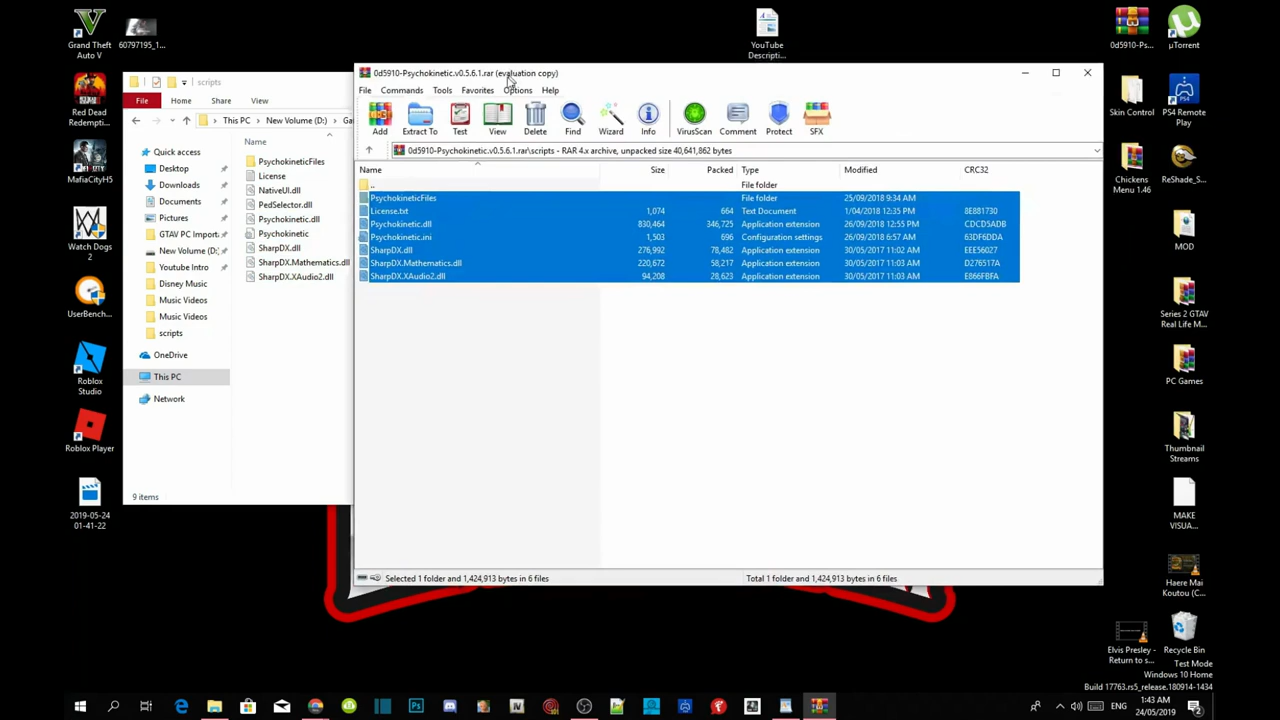 Grand Theft
Auto V
60797195_1...
Red Dead
Redempti...
MafiaCityH5
Watch Dogs
2
UserBench...
Roblox
Studio
Roblox Player
2019-05-24
01-41-22
YouTube
Descripti...
0d5910-Ps...
µTorrent
Skin Control
PS4 Remote
Play
Chickens
Menu 1.46
ReShade_S...
MOD
Series 2 GTAV
Real Life M...
PC Games
Thumbnail
Streams
MAKE
VISUA...
Haere Mai
Koutou (C...
Elvis Presley -
Return to s...
Recycle Bin
scripts
File
Home
Share
View
This PC
New Volume (D:)
Name
Quick access
Desktop
Downloads
Documents
Pictures
GTAV PC Import
New Volume (D:)
Youtube Intro
Disney Music
Music Videos
Music Videos
scripts
OneDrive
This PC
Network
PsychokineticFiles
License
NativeUI.dll
PedSelector.dll
Psychokinetic.dll
Psychokinetic
SharpDX.dll
SharpDX.Mathematics.dll
SharpDX.XAudio2.dll
9 items
0d5910-Psychokinetic.v0.5.6.1.rar (evaluation copy)
File Commands Tools Favorites Options Help
Add Extract To Test View Delete Find Wizard Info VirusScan Comment Protect SFX
0d5910-Psychokinetic.v0.5.6.1.rar\scripts - RAR 4.x archive, unpacked size 40,641,862 bytes
Name Size Packed Type Modified CRC32
.. File folder
PsychokineticFiles File folder 25/09/2018 9:34 AM
License.txt 1,074 664 Text Document 1/04/2018 12:35 PM 8E881730
Psychokinetic.dll 830,464 346,725 Application extension 26/09/2018 12:55 PM CDCD5ADB
Psychokinetic.ini 1,503 696 Configuration settings 26/09/2018 6:57 AM 63DF6DDA
SharpDX.dll 276,992 78,482 Application extension 30/05/2017 11:02 AM EEE56027
SharpDX.Mathematics.dll 220,672 58,217 Application extension 30/05/2017 11:03 AM D276517A
SharpDX.XAudio2.dll 94,208 28,623 Application extension 30/05/2017 11:03 AM E866FBFA
Selected 1 folder and 1,424,913 bytes in 6 files
Total 1 folder and 1,424,913 bytes in 6 files
Test Mode
Windows 10 Home
Build 17763.rs5_release.180914-1434
ENG
1:43 AM
24/05/2019